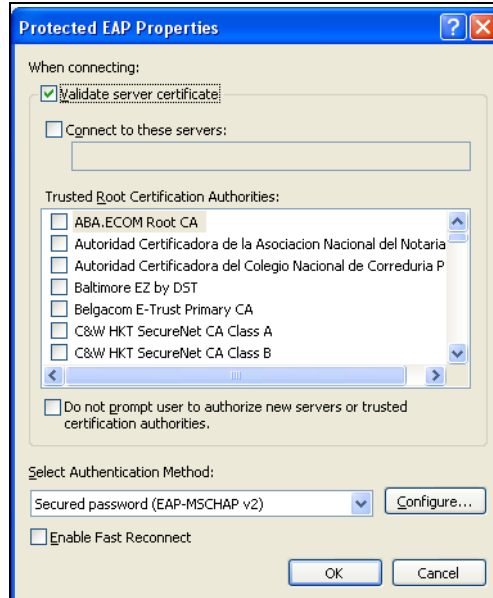 Protected EAP Properties
When connecting:
Validate server certificate
Connect to these servers:
Trusted Root Certification Authorities:
ABA.ECOM Root CA
Autoridad Certificadora de la Asociacion Nacional del Notaria
Autoridad Certificadora del Colegio Nacional de Correduria P
Baltimore EZ by DST
Belgacom E-Trust Primary CA
C&W HKT SecureNet CA Class A
C&W HKT SecureNet CA Class B
Do not prompt user to authorize new servers or trusted
certification authorities.
Select Authentication Method:
Secured password (EAP-MSCHAP v2)
Configure...
Enable Fast Reconnect
OK
Cancel